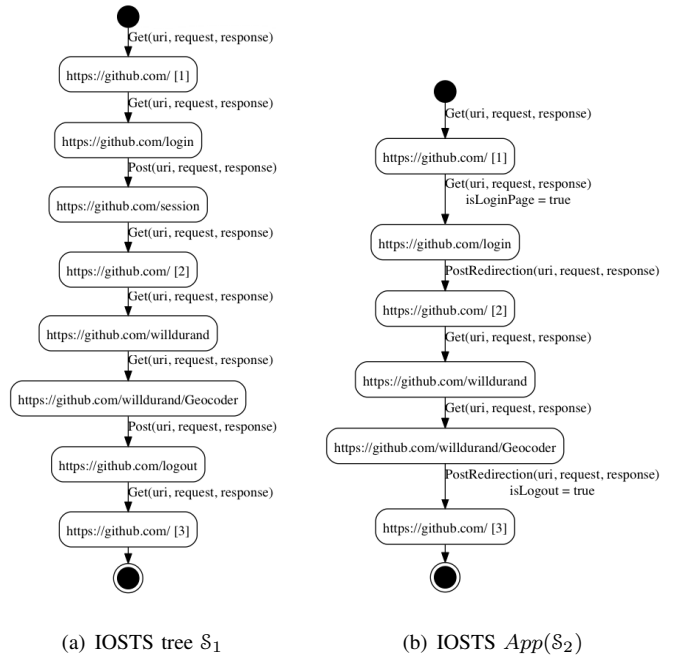 Get(uri, request, response)
https://github.com/ [1]
Get(uri, request, response)
https://github.com/login
Post(uri, request, response)
https://github.com/session
Get(uri, request, response)
https://github.com/ [2]
Get(uri, request, response)
https://github.com/willdurand
Get(uri, request, response)
https://github.com/willdurand/Geocoder
Post(uri, request, response)
https://github.com/logout
Get(uri, request, response)
https://github.com/ [3]
(a) IOSTS tree S₁
Get(uri, request, response)
https://github.com/ [1]
Get(uri, request, response)
isLoginPage = true
https://github.com/login
PostRedirection(uri, request, response)
https://github.com/ [2]
Get(uri, request, response)
https://github.com/willdurand
Get(uri, request, response)
https://github.com/willdurand/Geocoder
PostRedirection(uri, request, response)
isLogout = true
https://github.com/ [3]
(b) IOSTS App(S₂)